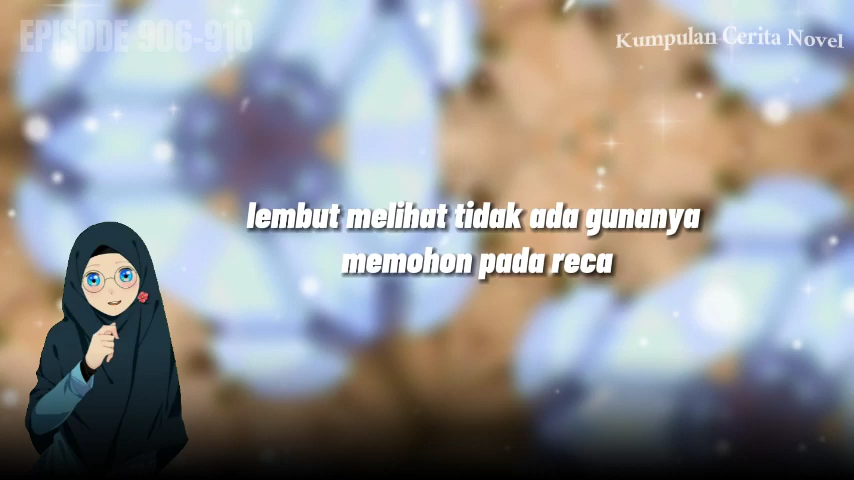 EPISODE 906-910
Kumpulan Cerita Novel
lembut melihat tidak ada gunanya
memohon pada reca